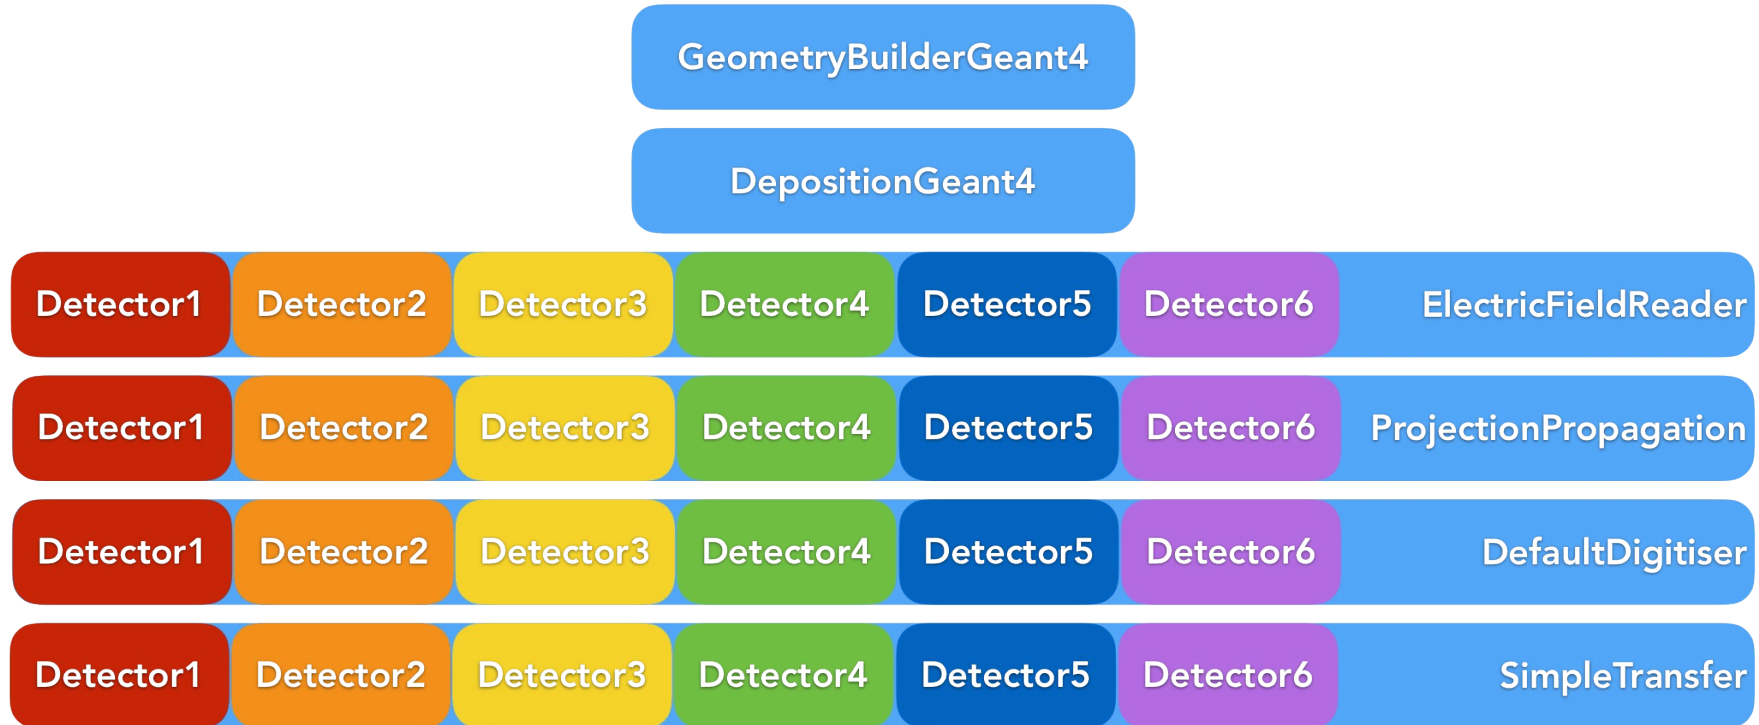 GeometryBuilderGeant4
DepositionGeant4
Detector1 Detector2 Detector3 Detector4 Detector5 Detector6 ElectricFieldReader
Detector1 Detector2 Detector3 Detector4 Detector5 Detector6 ProjectionPropagation
Detector1 Detector2 Detector3 Detector4 Detector5 Detector6 DefaultDigitiser
Detector1 Detector2 Detector3 Detector4 Detector5 Detector6 SimpleTransfer